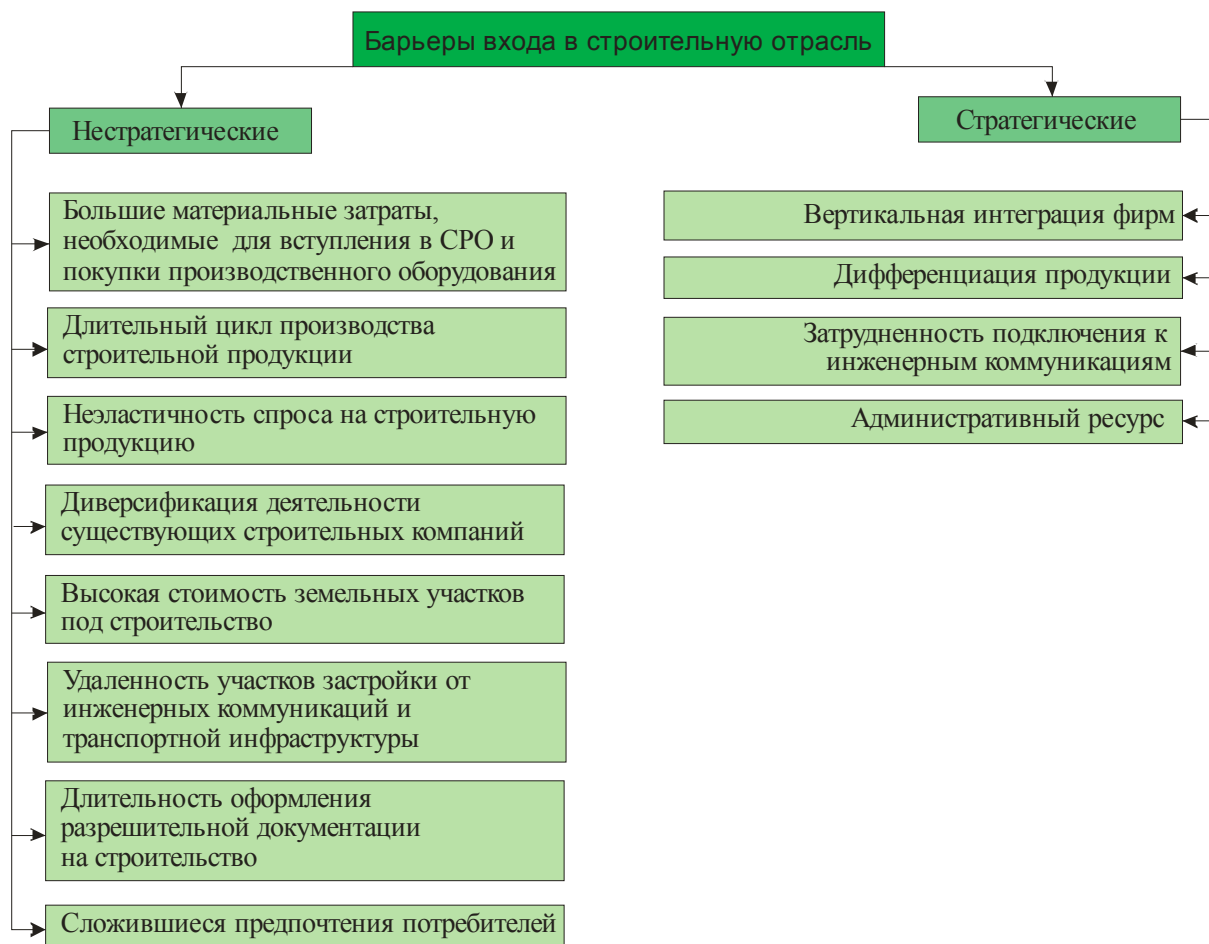 Барьеры входа в строительную отрасль
Нестратегические
Большие материальные затраты,
необходимые для вступления в СРО и
покупки производственного оборудования
Длительный цикл производства
строительной продукции
Неэластичность спроса на строительную
продукцию
Диверсификация деятельности
существующих строительных компаний
Высокая стоимость земельных участков
под строительство
Удаленность участков застройки от
инженерных коммуникаций и
транспортной инфраструктуры
Длительность оформления
разрешительной документации
на строительство
Сложившиеся предпочтения потребителей
Стратегические
Вертикальная интеграция фирм
Дифференциация продукции
Затрудненность подключения к
инженерным коммуникациям
Административный ресурс